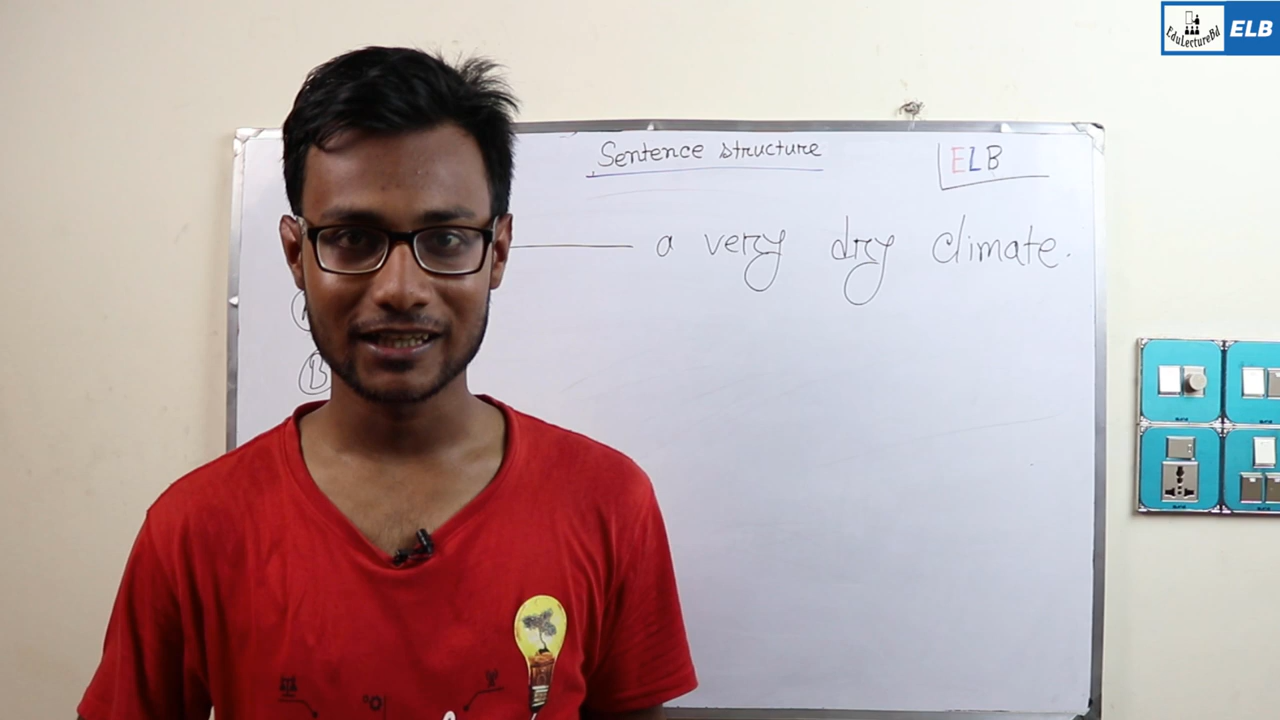 EduLectureBd ELB
Sentence structure
ELB
a very dry climate.
B